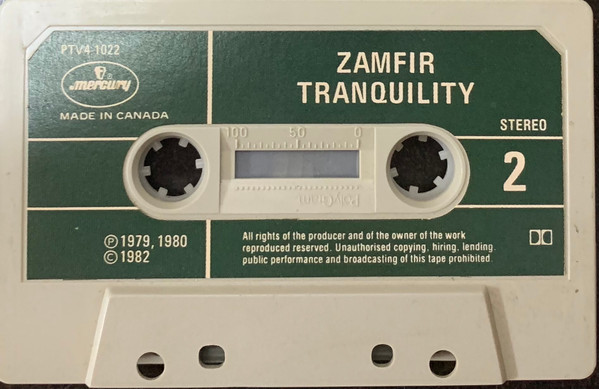 PTV4-1022
mercury
MADE IN CANADA
ZAMFIR
TRANQUILITY
STEREO
2
100 50 0
PolyGram
Ⓟ 1979, 1980
© 1982
All rights of the producer and of the owner of the work
reproduced reserved. Unauthorised copying, hiring, lending,
public performance and broadcasting of this tape prohibited.